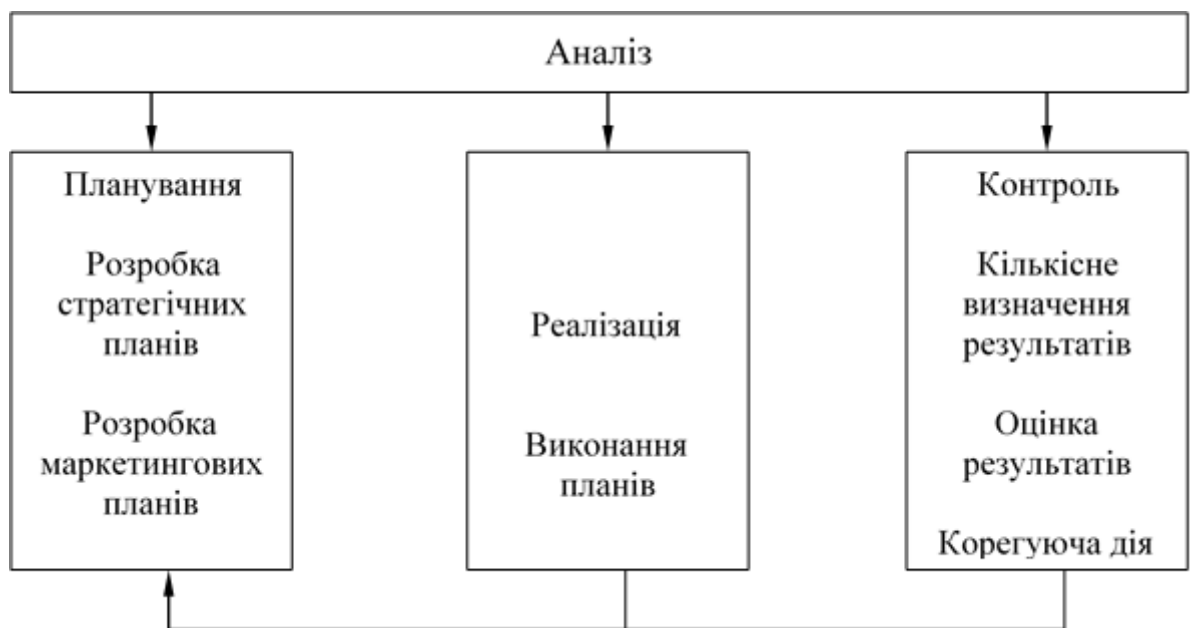 Аналіз
Планування
Розробка
стратегічних
планів
Розробка
маркетингових
планів
Реалізація
Виконання
планів
Контроль
Кількісне
визначення
результатів
Оцінка
результатів
Корегуюча дія